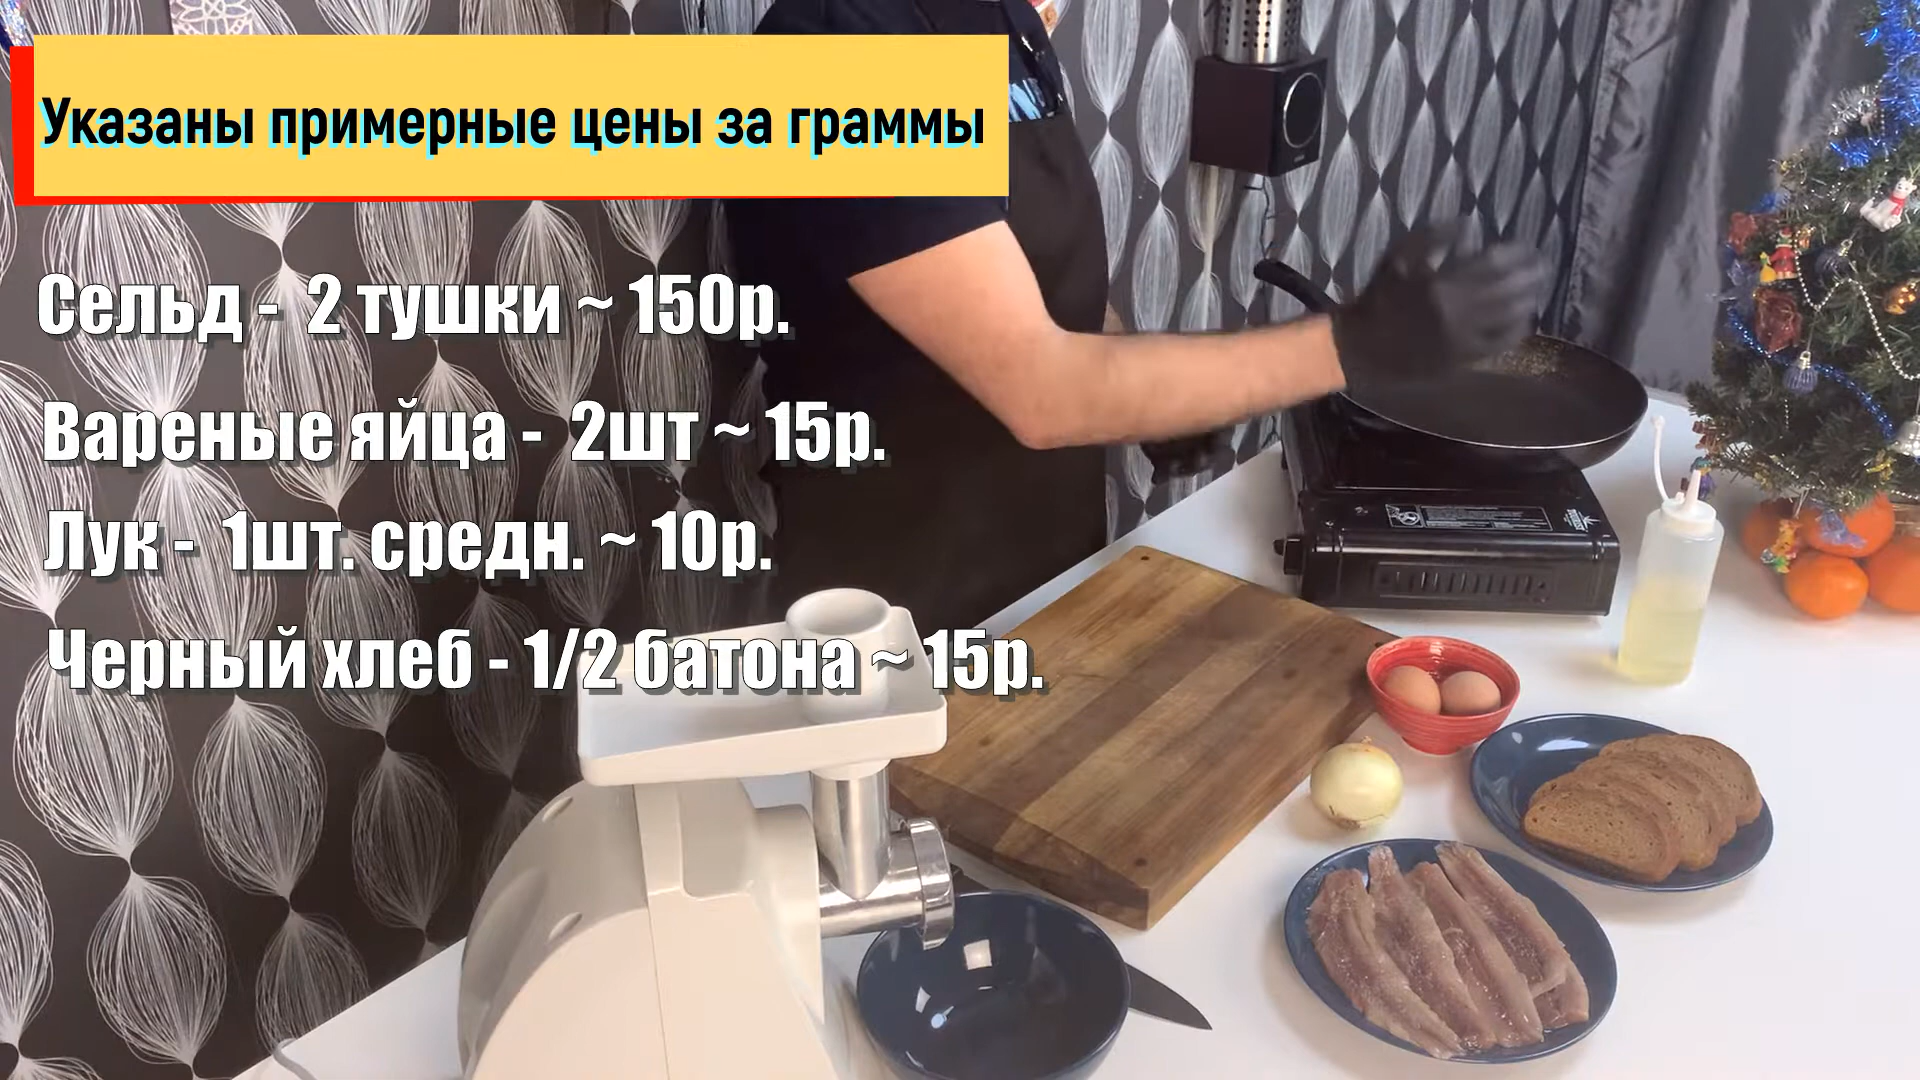 Указаны примерные цены за граммы
Сельд - 2 тушки ~ 150р.
Вареные яйца - 2шт ~ 15р.
Лук - 1шт. средн. ~ 10р.
Черный хлеб - 1/2 батона ~ 15р.